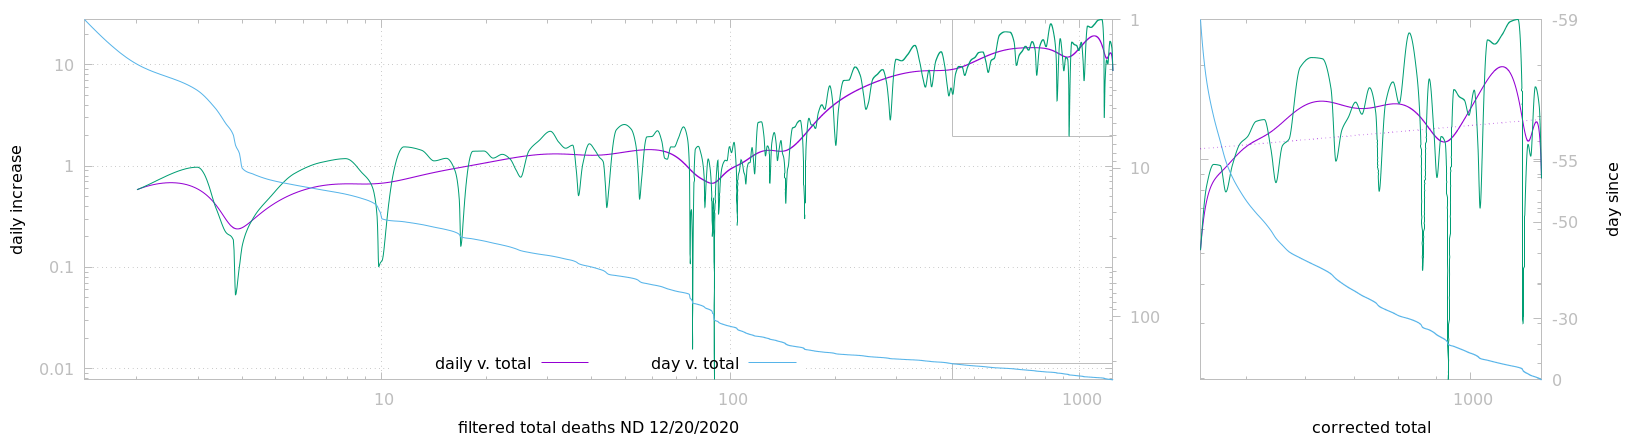 daily increase
10
1
0.1
0.01
10
100
1000
1
10
100
daily v. total
day v. total
filtered total deaths ND 12/20/2020
-59
-55
-50
-30
0
1000
day since
corrected total